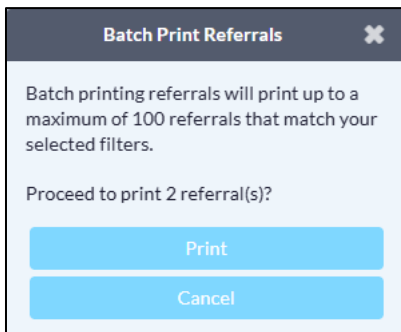 Batch Print Referrals
Batch printing referrals will print up to a
maximum of 100 referrals that match your
selected filters.
Proceed to print 2 referral(s)?
Print
Cancel